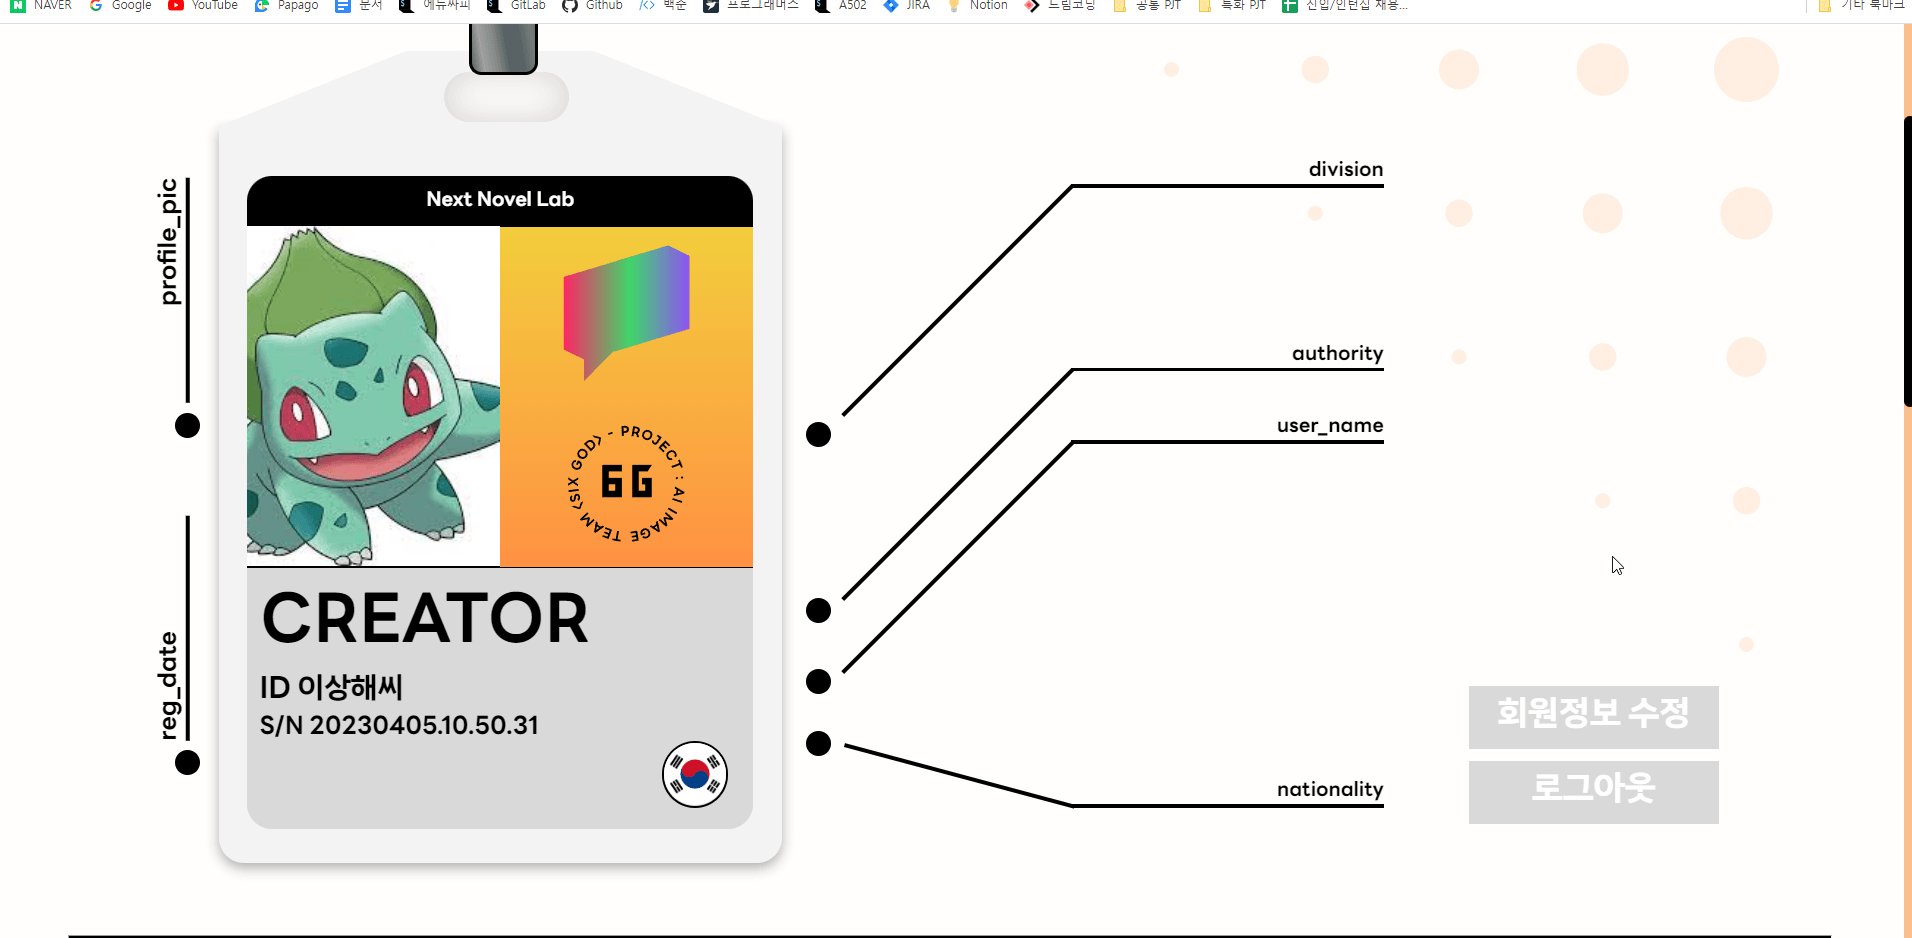 NAVER Google YouTube Papago 문서 에듀싸피 GitLab Github 백준 프로그래머스 A502 JIRA Notion 드림코딩 공통 PJT 특화 PJT 신입/인턴십 채용... 기타 북마크
profile_pic
reg_date
Next Novel Lab
TEAM <SIX GOD> - PROJECT : AI IMAGE
6G
CREATOR
ID 이상해씨
S/N 20230405.10.50.31
division
authority
user_name
nationality
회원정보 수정
로그아웃